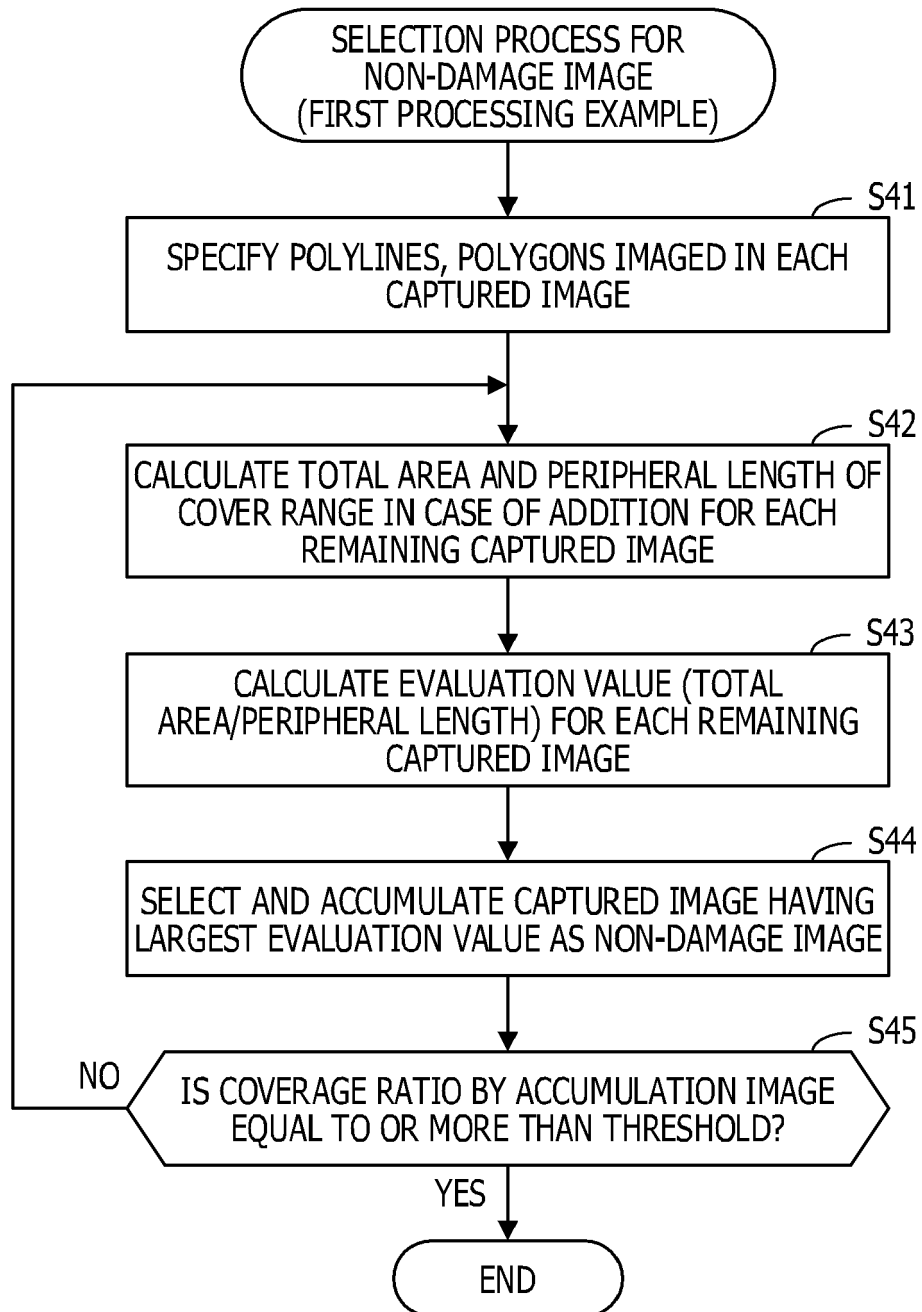 SELECTION PROCESS FOR
NON-DAMAGE IMAGE
(FIRST PROCESSING EXAMPLE)
S41
SPECIFY POLYLINES, POLYGONS IMAGED IN EACH
CAPTURED IMAGE
S42
CALCULATE TOTAL AREA AND PERIPHERAL LENGTH OF
COVER RANGE IN CASE OF ADDITION FOR EACH
REMAINING CAPTURED IMAGE
S43
CALCULATE EVALUATION VALUE (TOTAL
AREA/PERIPHERAL LENGTH) FOR EACH REMAINING
CAPTURED IMAGE
S44
SELECT AND ACCUMULATE CAPTURED IMAGE HAVING
LARGEST EVALUATION VALUE AS NON-DAMAGE IMAGE
S45
NO
IS COVERAGE RATIO BY ACCUMULATION IMAGE
EQUAL TO OR MORE THAN THRESHOLD?
YES
END